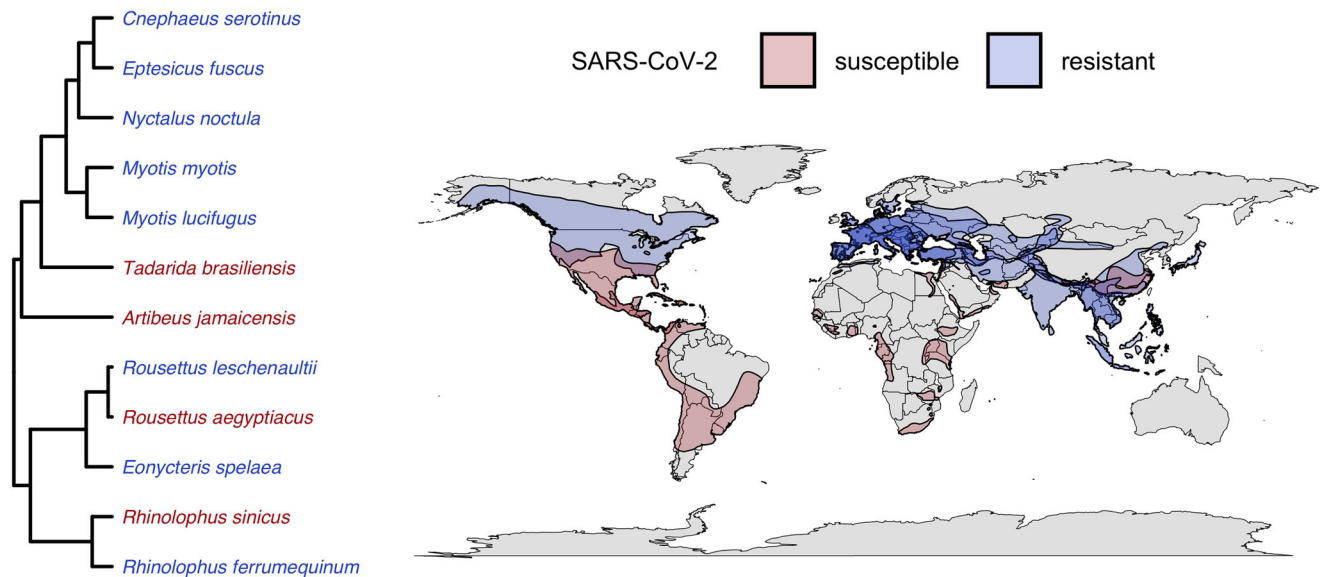 Cnephaeus serotinus
Eptesicus fuscus
Nyctalus noctula
Myotis myotis
Myotis lucifugus
Tadarida brasiliensis
Artibeus jamaicensis
Rousettus leschenaultii
Rousettus aegyptiacus
Eonycteris spelaea
Rhinolophus sinicus
Rhinolophus ferrumequinum
SARS-CoV-2 susceptible resistant